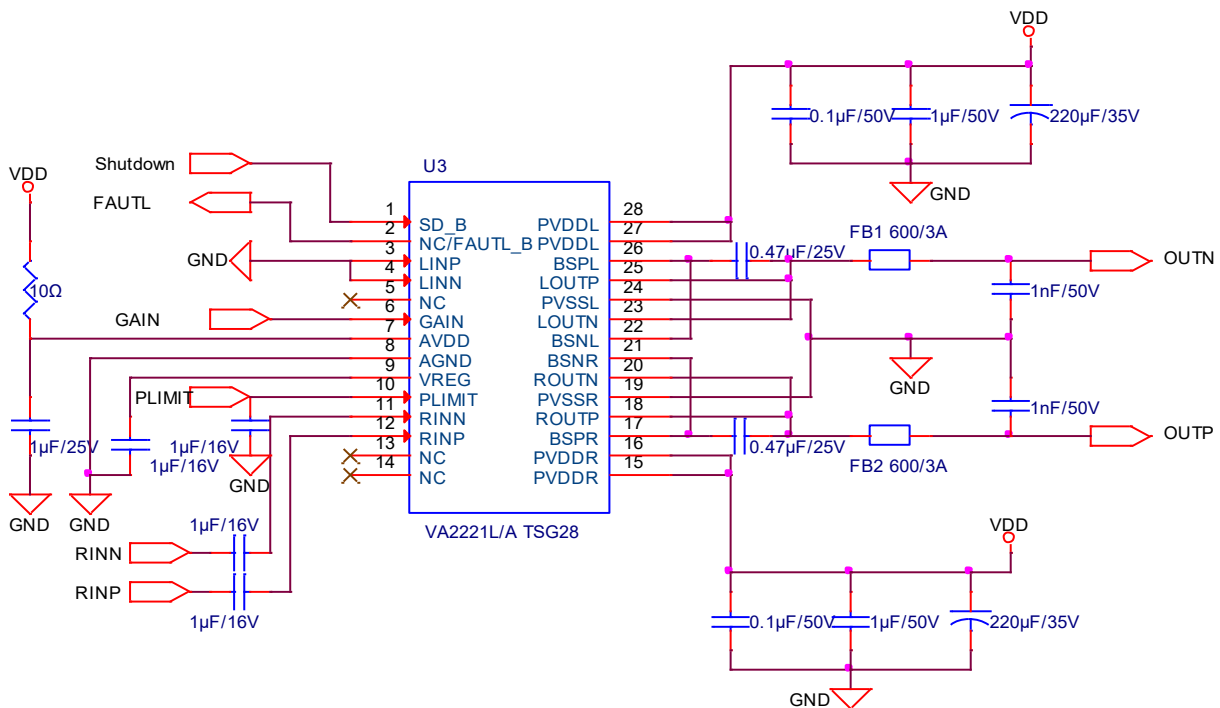 VDD
0.1µF/50V
1µF/50V
220µF/35V
GND
Shutdown
FAUTL
VDD
10Ω
GND
GAIN
PLIMIT
1µF/25V
1µF/16V
1µF/16V
GND
GND
GND
U3
1
SD_B
2
NC/FAUTL_B
3
LINP
4
LINN
5
NC
6
GAIN
7
AVDD
8
AGND
9
VREG
10
PLIMIT
11
RINN
12
RINP
13
NC
14
NC
28
PVDDL
27
PVDDL
26
BSPL
25
LOUTP
24
PVSSL
23
LOUTN
22
BSNL
21
BSNR
20
ROUTN
19
PVSSR
18
ROUTP
17
BSPR
16
PVDDR
15
PVDDR
VA2221L/A TSG28
0.47µF/25V
FB1 600/3A
OUTN
1nF/50V
GND
1nF/50V
0.47µF/25V
FB2 600/3A
OUTP
1µF/16V
RINN
RINP
1µF/16V
VDD
0.1µF/50V
1µF/50V
220µF/35V
GND